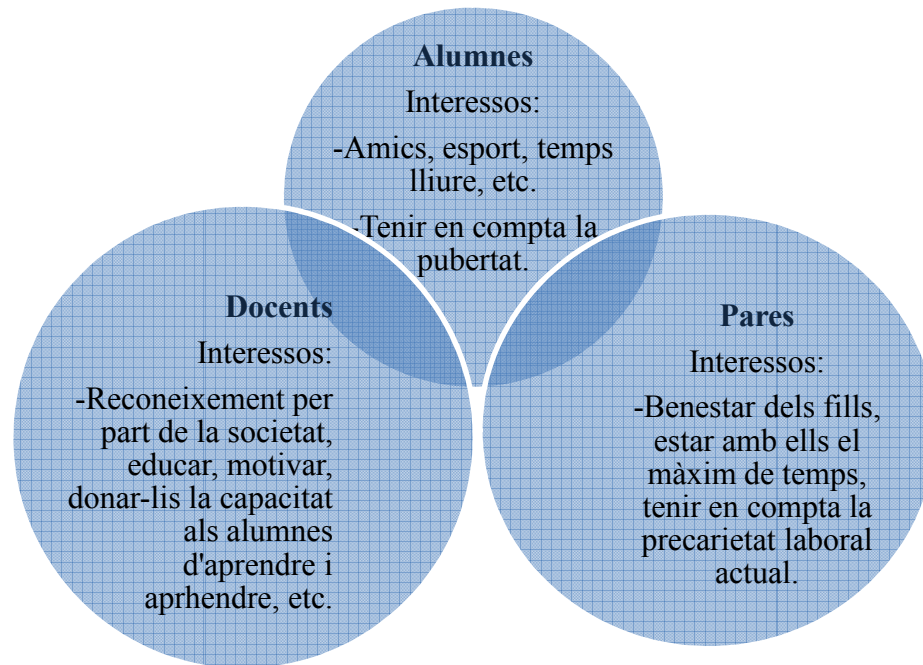 Alumnes
Interessos:
-Amics, esport, temps
lliure, etc.
-Tenir en compta la
pubertat.
Docents
Interessos:
-Reconeixement per
part de la societat,
educar, motivar,
donar-lis la capacitat
als alumnes
d'aprendre i
aprhendre, etc.
Pares
Interessos:
-Benestar dels fills,
estar amb ells el
màxim de temps,
tenir en compta la
precarietat laboral
actual.